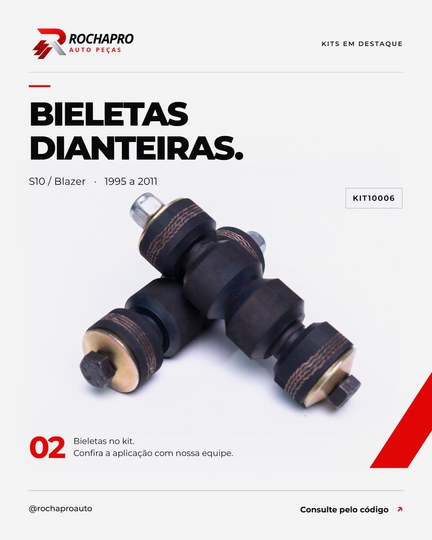 ROCHAPRO
AUTO PEÇAS
KITS EM DESTAQUE
BIELETAS
DIANTEIRAS.
S10 / Blazer · 1995 a 2011
KIT10006
02
Bieletas no kit.
Confira a aplicação com nossa equipe.
@rochaproauto
Consulte pelo código ↗